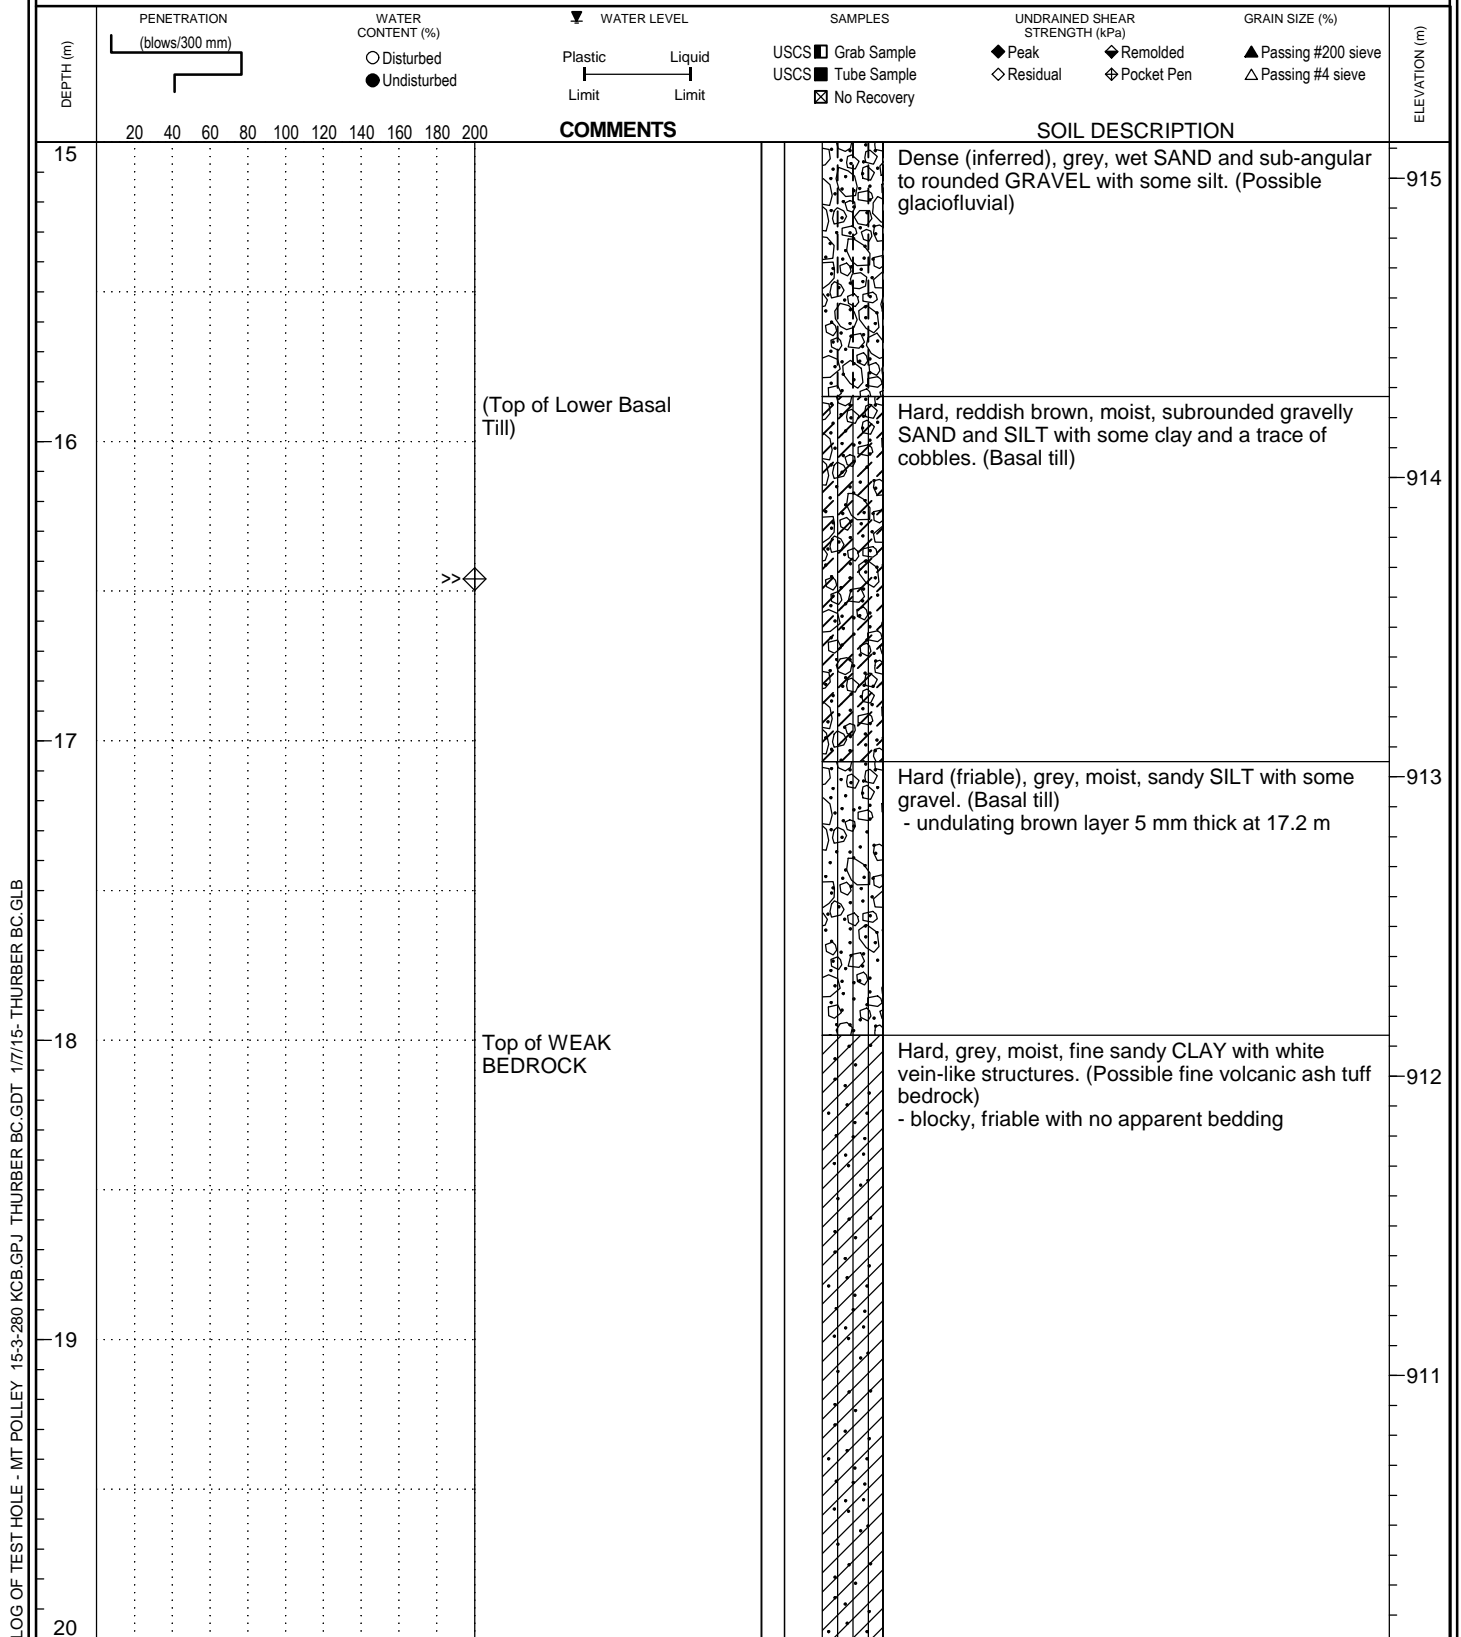 PENETRATION
(blows/300 mm)
WATER
CONTENT (%)
Disturbed
Undisturbed
WATER LEVEL
Plastic Liquid
Limit Limit
SAMPLES
USCS Grab Sample
USCS Tube Sample
No Recovery
UNDRAINED SHEAR
STRENGTH (kPa)
Peak Remolded
Residual Pocket Pen
GRAIN SIZE (%)
Passing #200 sieve
Passing #4 sieve
DEPTH (m)
ELEVATION (m)
20 40 60 80 100 120 140 160 180 200
COMMENTS
SOIL DESCRIPTION
15
Dense (inferred), grey, wet SAND and sub-angular
to rounded GRAVEL with some silt. (Possible
glaciofluvial)
915
(Top of Lower Basal
Till)
Hard, reddish brown, moist, subrounded gravelly
SAND and SILT with some clay and a trace of
cobbles. (Basal till)
16
914
>>
17
Hard (friable), grey, moist, sandy SILT with some
gravel. (Basal till)
- undulating brown layer 5 mm thick at 17.2 m
913
18
Top of WEAK
BEDROCK
Hard, grey, moist, fine sandy CLAY with white
vein-like structures. (Possible fine volcanic ash tuff
bedrock)
- blocky, friable with no apparent bedding
912
19
911
20
LOG OF TEST HOLE - MT POLLEY 15-3-280 KCB.GPJ THURBER BC.GDT 1/7/15- THURBER BC.GLB